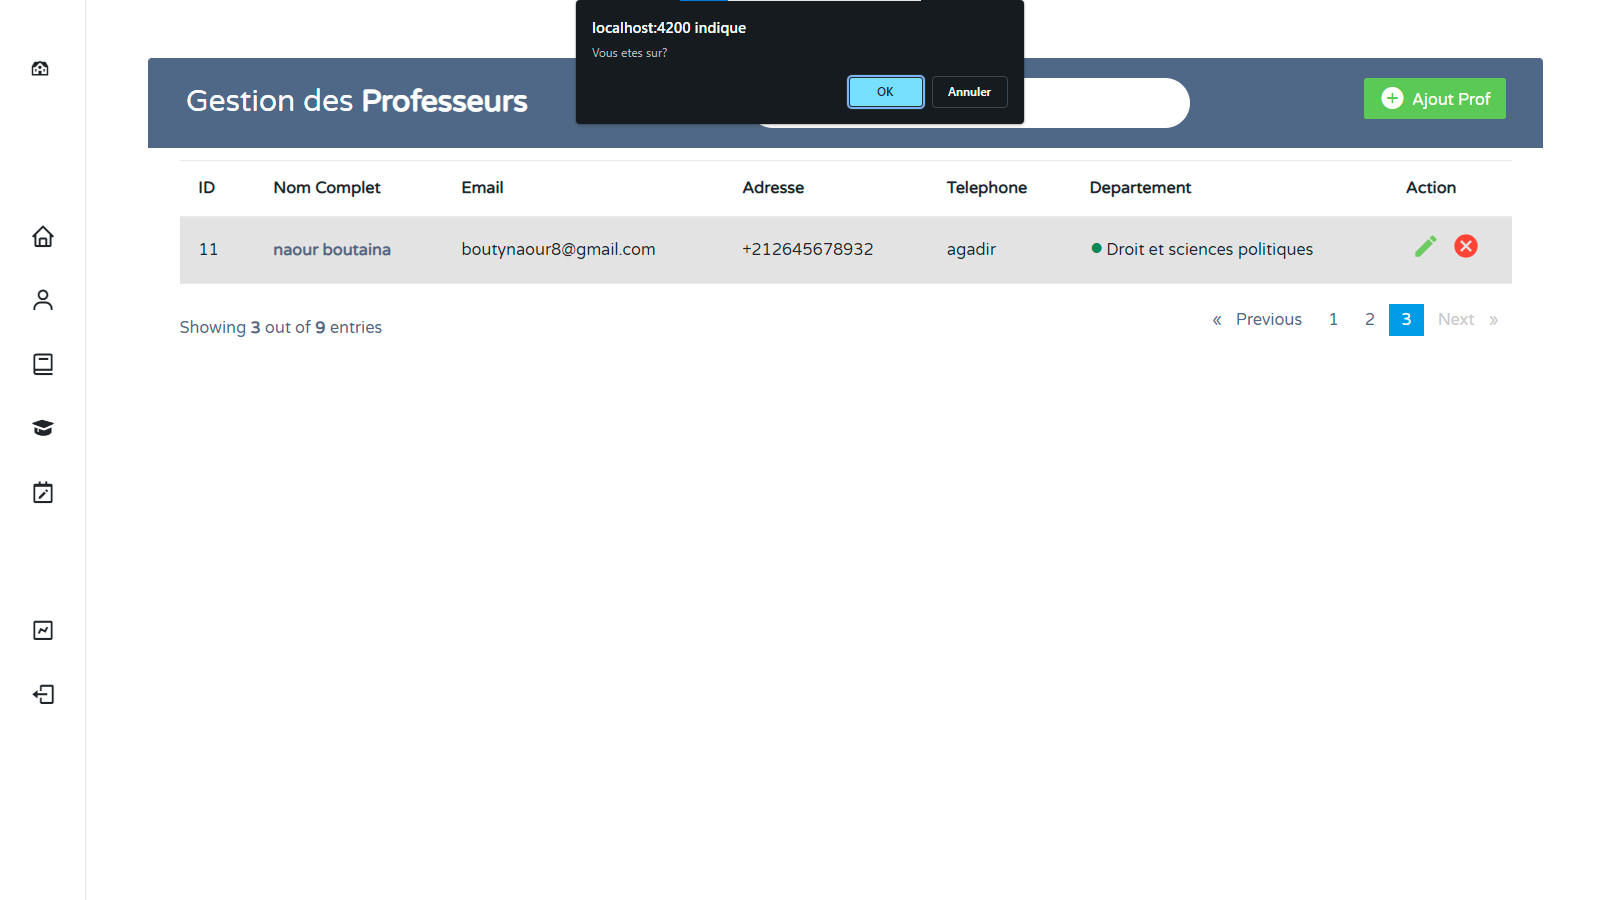 localhost:4200 indique
Vous etes sur?
OK Annuler
Gestion des Professeurs
Ajout Prof
ID Nom Complet Email Adresse Telephone Departement Action
11 naour boutaina boutynaour8@gmail.com +212645678932 agadir Droit et sciences politiques
Showing 3 out of 9 entries
« Previous 1 2 3 Next »